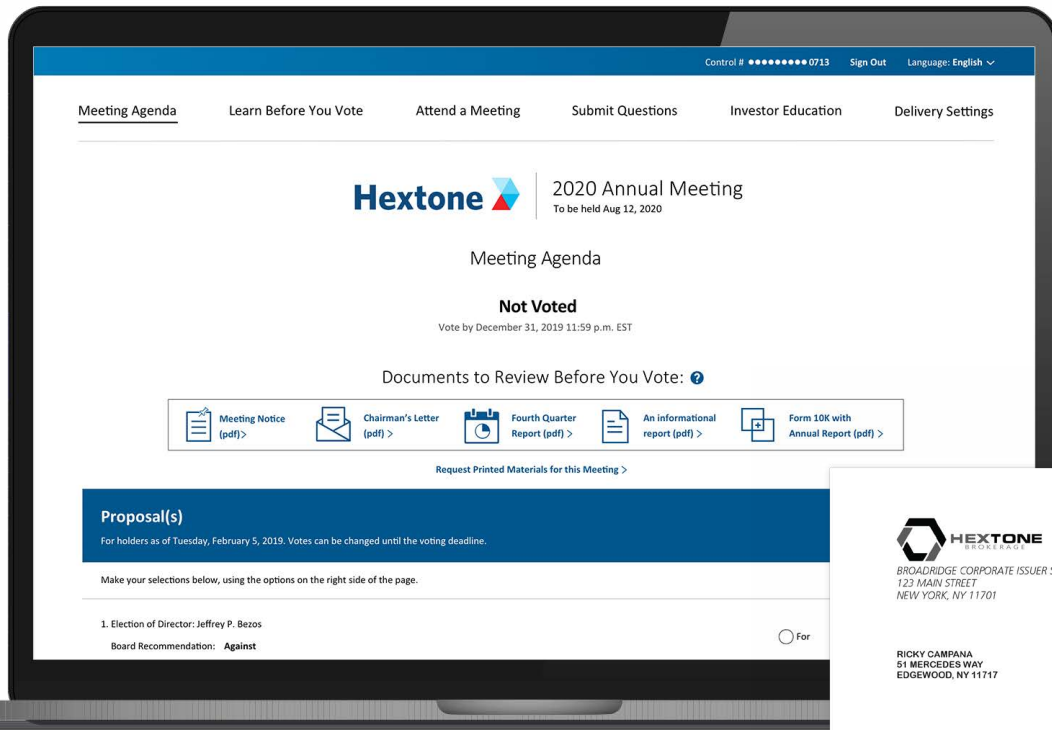 Control # ●●●●●●●●● 0713 Sign Out Language: English
Meeting Agenda Learn Before You Vote Attend a Meeting Submit Questions Investor Education Delivery Settings
Hextone
2020 Annual Meeting
To be held Aug 12, 2020
Meeting Agenda
Not Voted
Vote by December 31, 2019 11:59 p.m. EST
Documents to Review Before You Vote: ?
Meeting Notice
(pdf)>
Chairman's Letter
(pdf) >
Fourth Quarter
Report (pdf) >
An informational
report (pdf) >
Form 10K with
Annual Report (pdf) >
Request Printed Materials for this Meeting >
Proposal(s)
For holders as of Tuesday, February 5, 2019. Votes can be changed until the voting deadline.
Make your selections below, using the options on the right side of the page.
1. Election of Director: Jeffrey P. Bezos
For
Board Recommendation: Against
HEXTONE
BROKERAGE
BROADRIDGE CORPORATE ISSUER S
123 MAIN STREET
NEW YORK, NY 11701
RICKY CAMPANA
51 MERCEDES WAY
EDGEWOOD, NY 11717